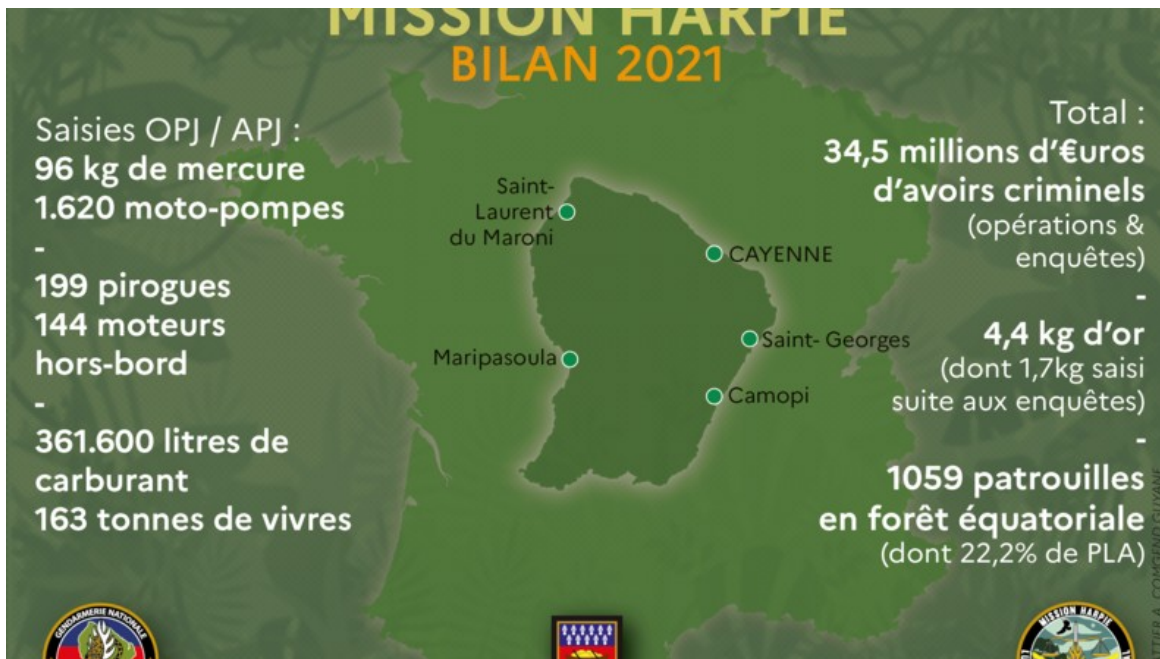 MISSION HARPIE
BILAN 2021
Saisies OPJ / APJ :
96 kg de mercure
1.620 moto-pompes
-
199 pirogues
144 moteurs
hors-bord
-
361.600 litres de
carburant
163 tonnes de vivres
Saint-
Laurent
du Maroni
CAYENNE
Saint- Georges
Maripasoula
Camopi
Total :
34,5 millions d'€uros
d'avoirs criminels
(opérations &
enquêtes)
-
4,4 kg d'or
(dont 1,7kg saisi
suite aux enquêtes)
-
1059 patrouilles
en forêt équatoriale
(dont 22,2% de PLA)
GENDARMERIE NATIONALE
MISSION HARPIE
COMGEND GUYANE